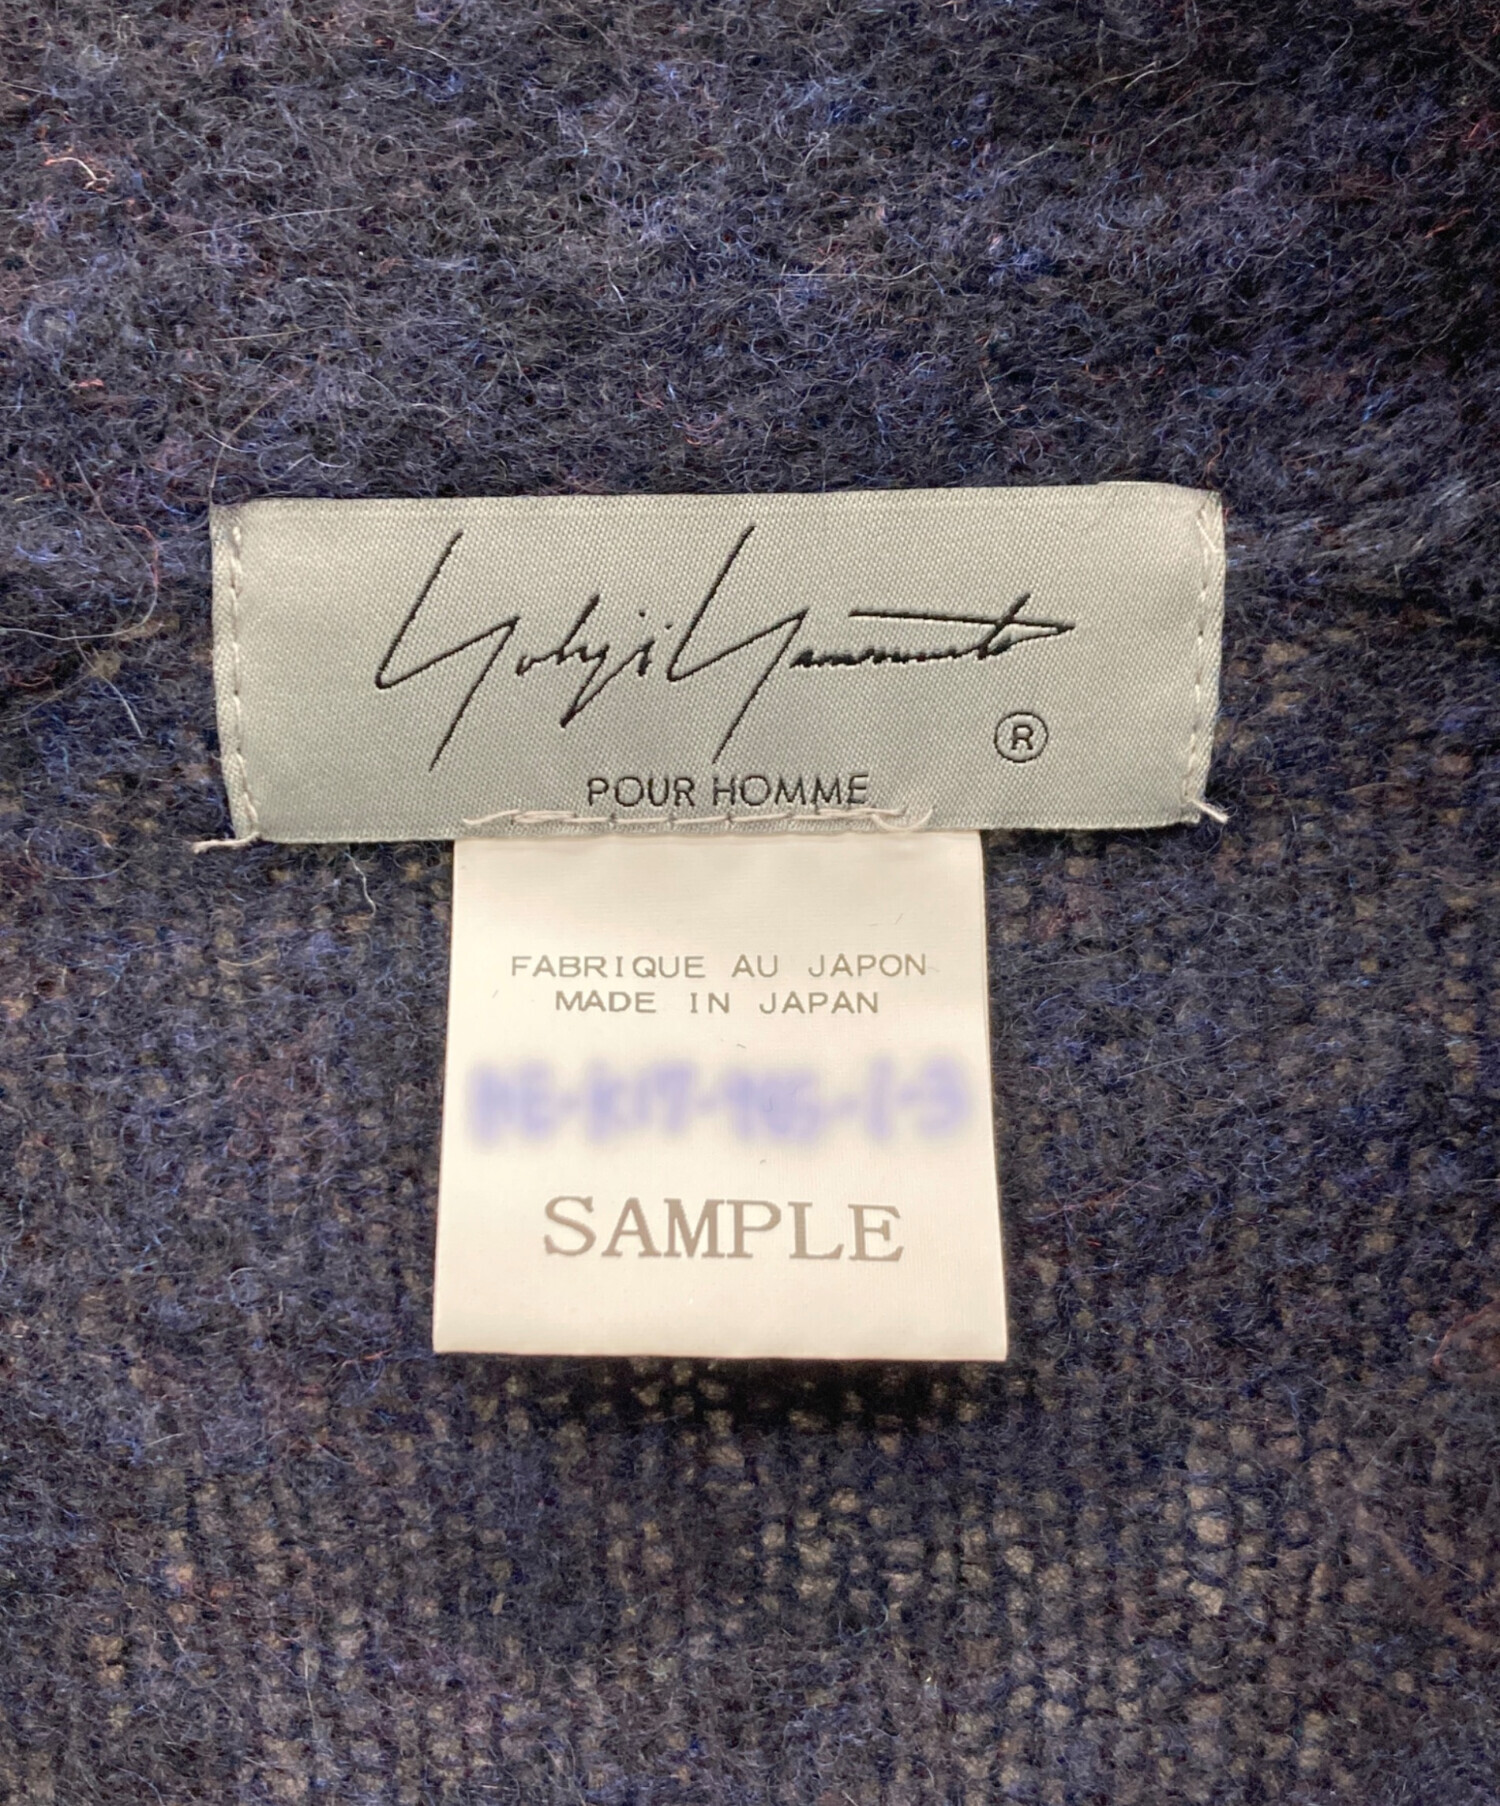 Yohji Yamamoto
®
POUR HOMME
FABRIQUE AU JAPON
MADE IN JAPAN
SAMPLE